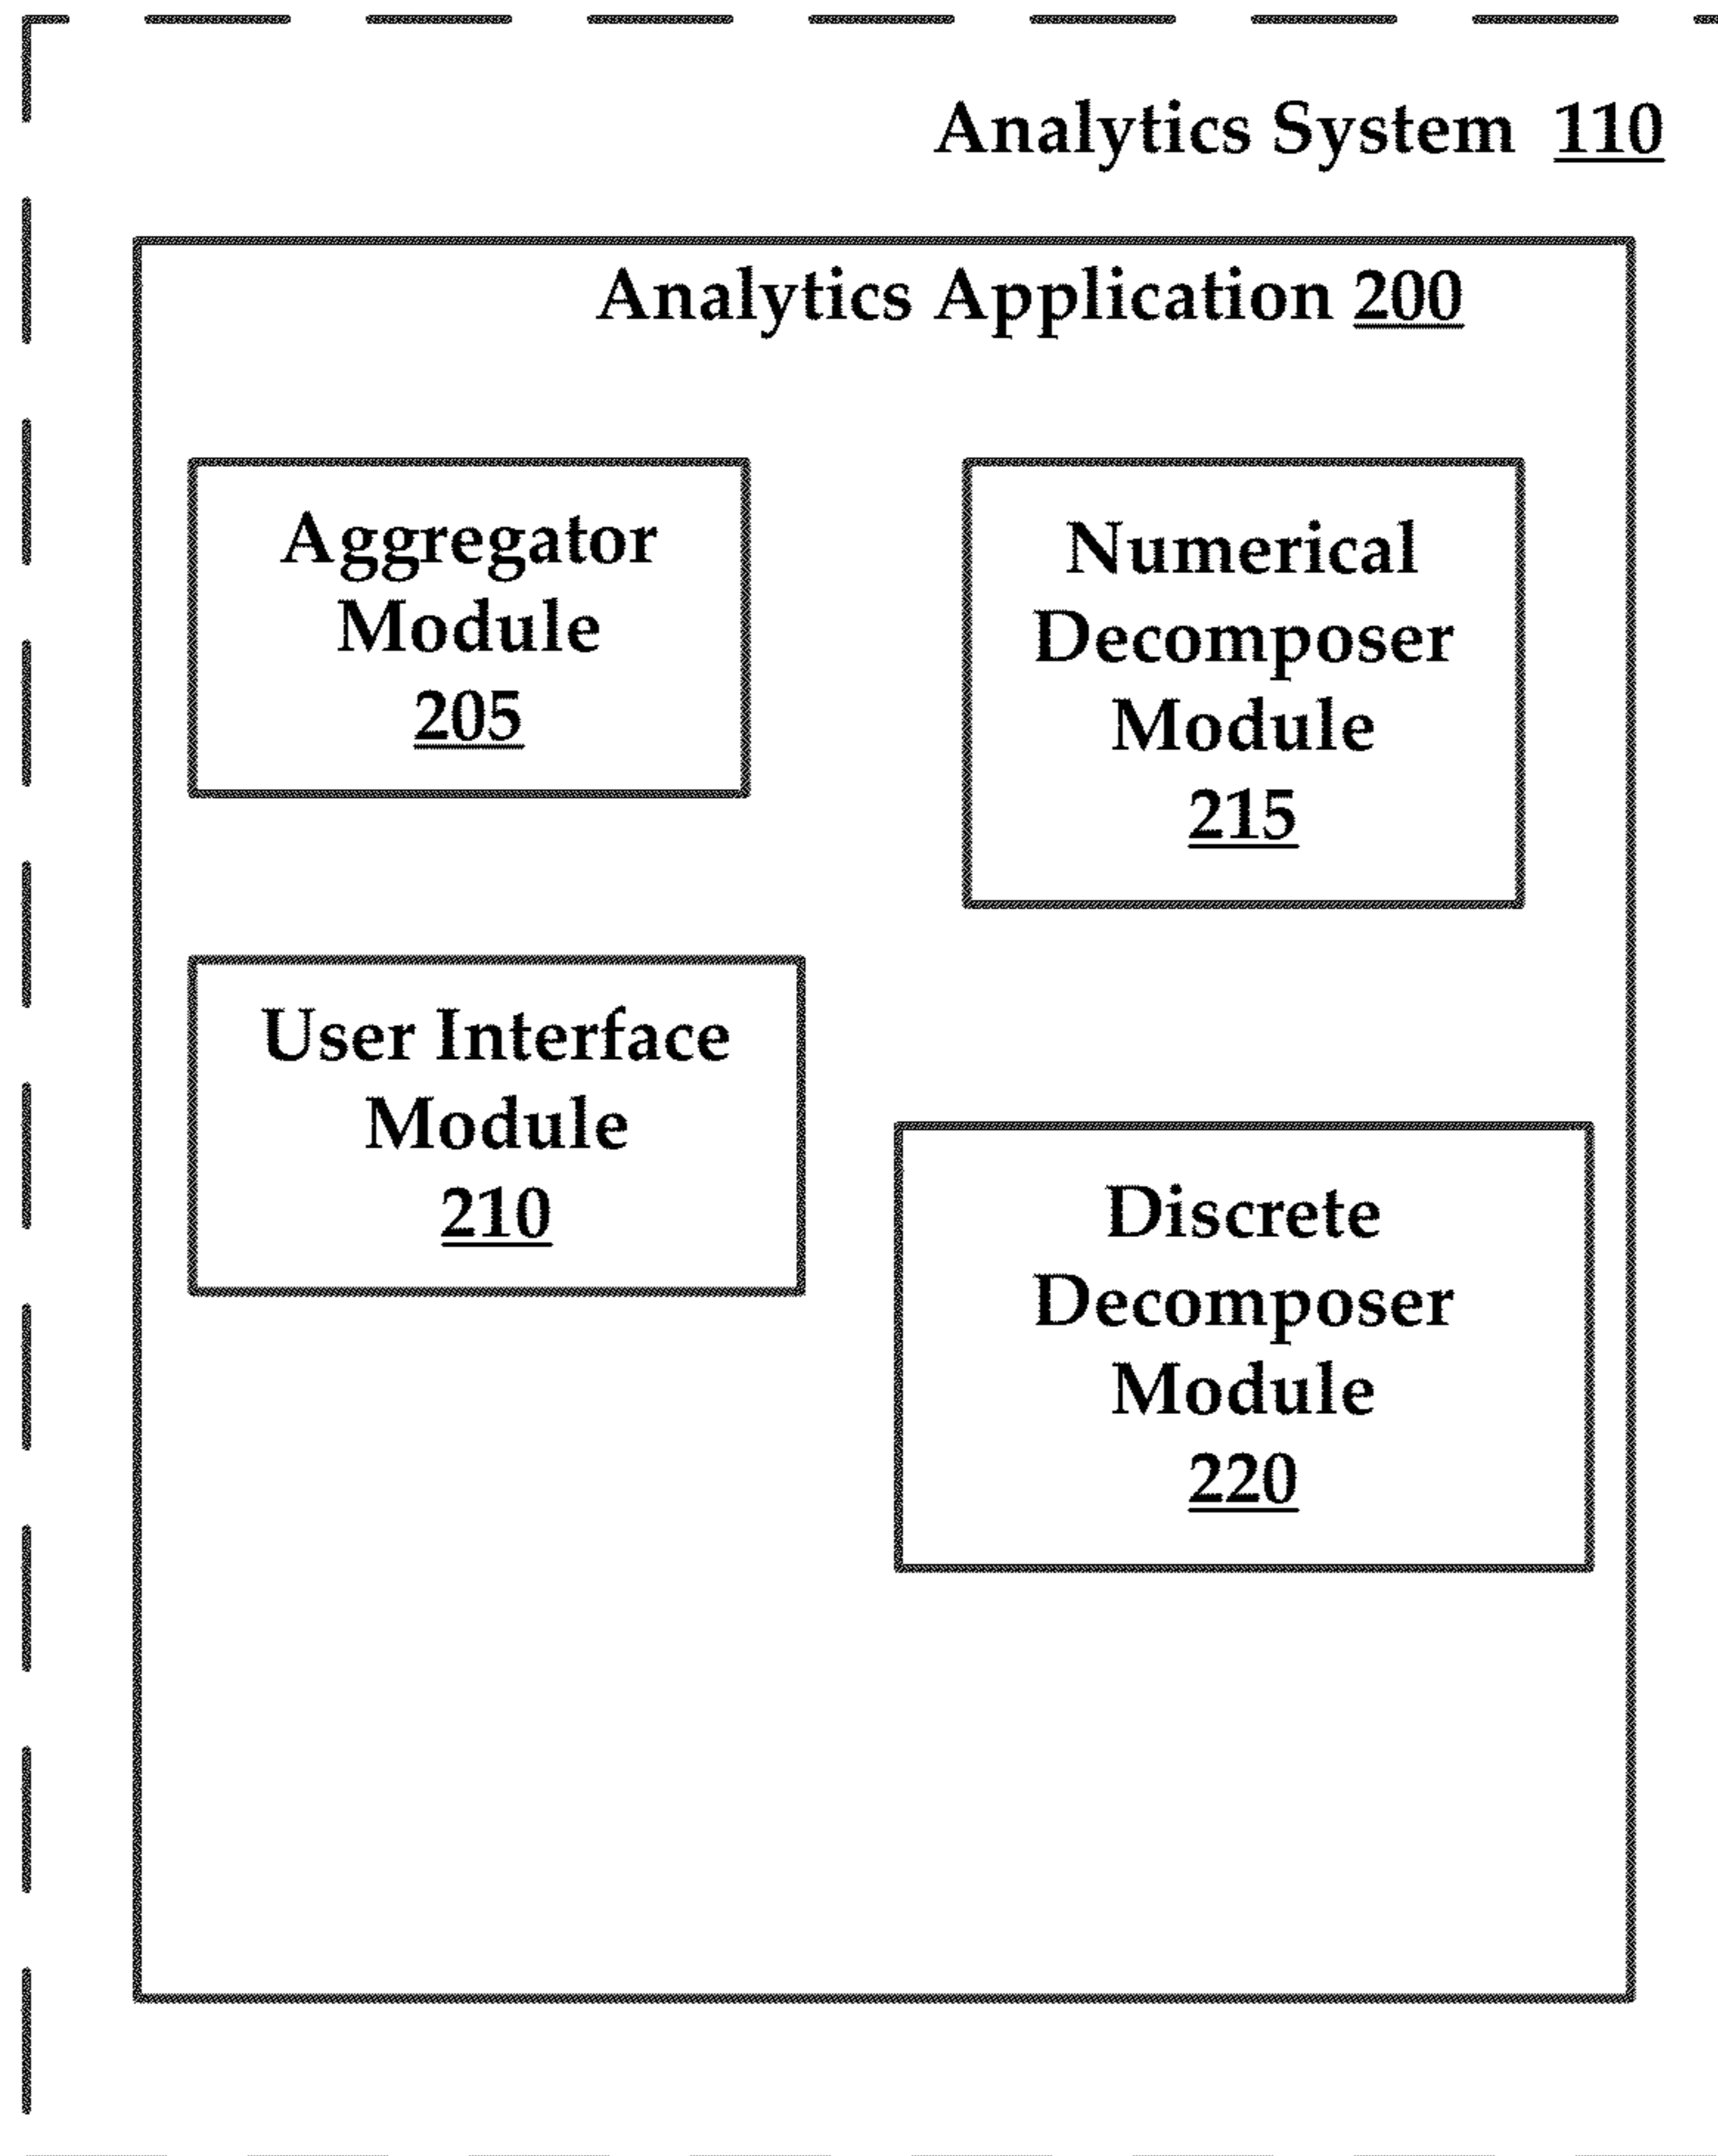 Analytics System 110
Analytics Application 200
Aggregator
Module
205
Numerical
Decomposer
Module
215
User Interface
Module
210
Discrete
Decomposer
Module
220